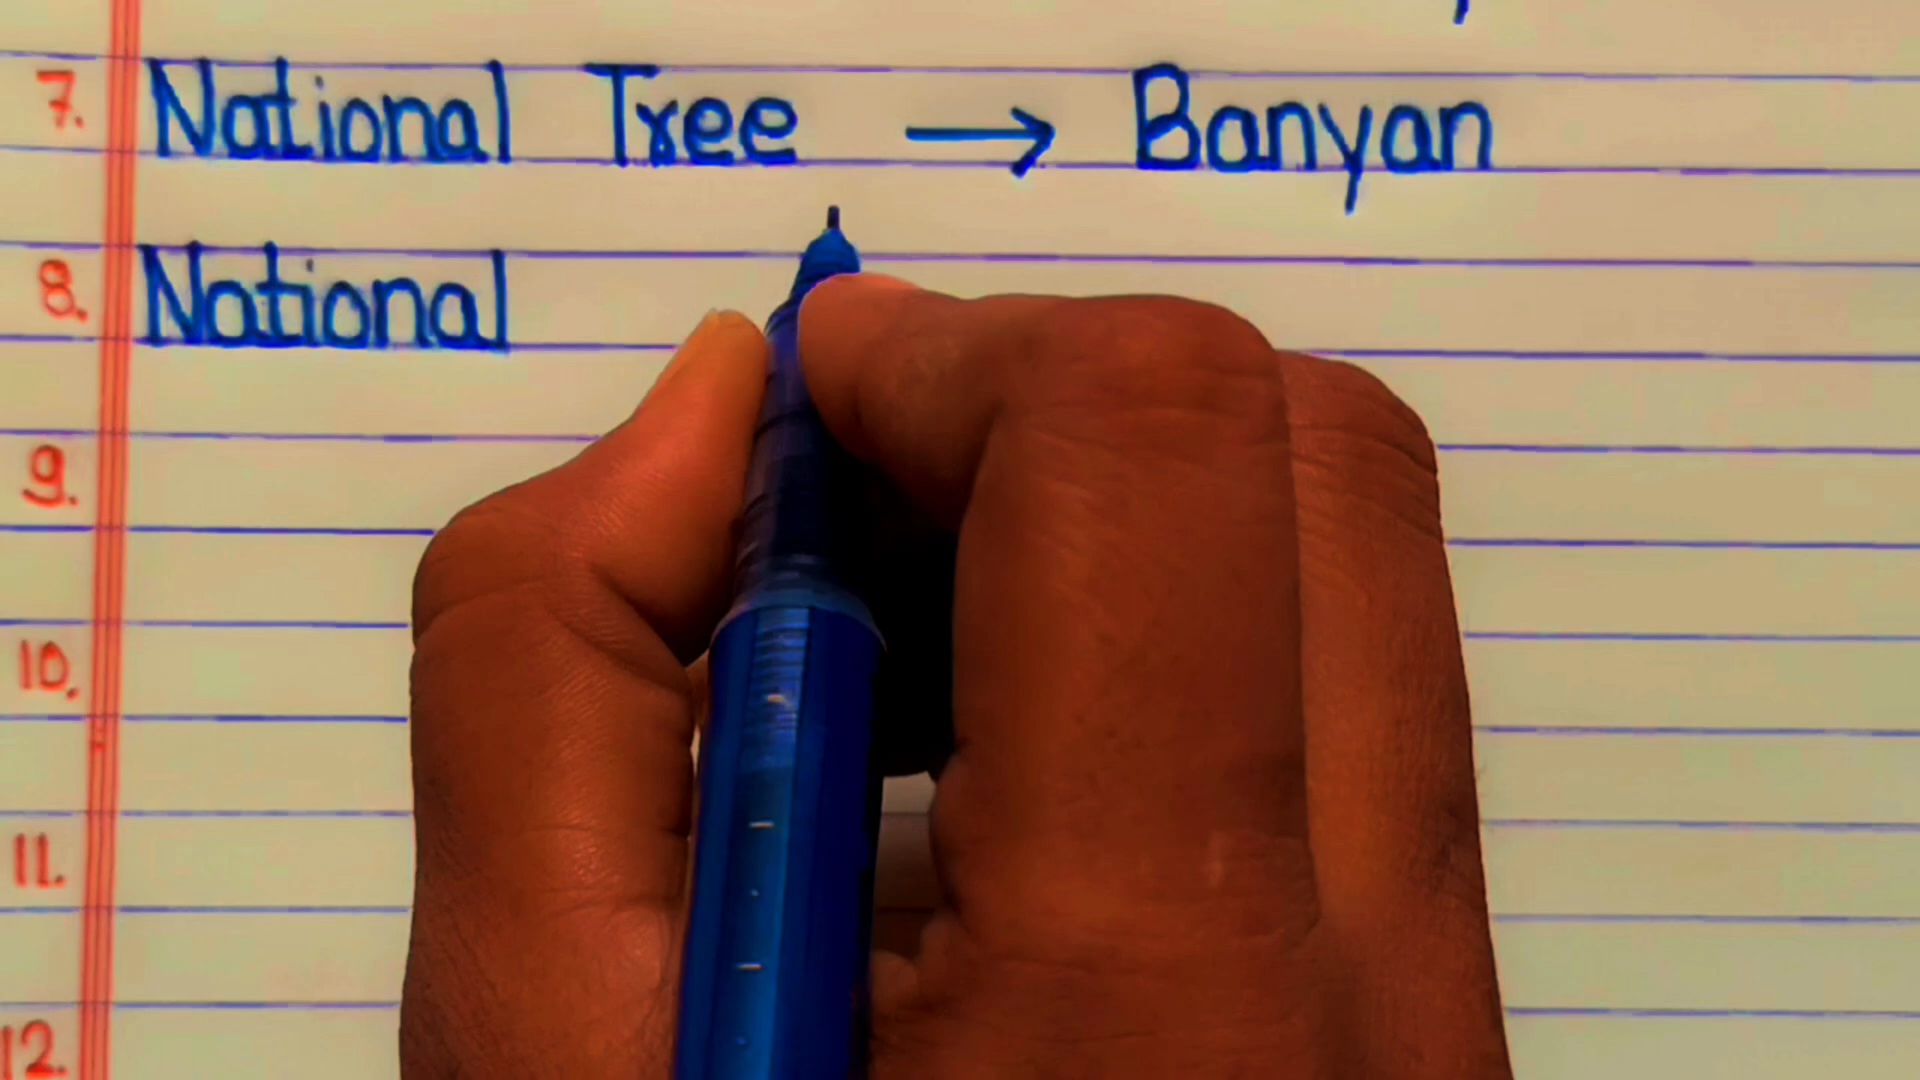 7. National Tree → Banyan
8. National
9.
10.
11.
12.